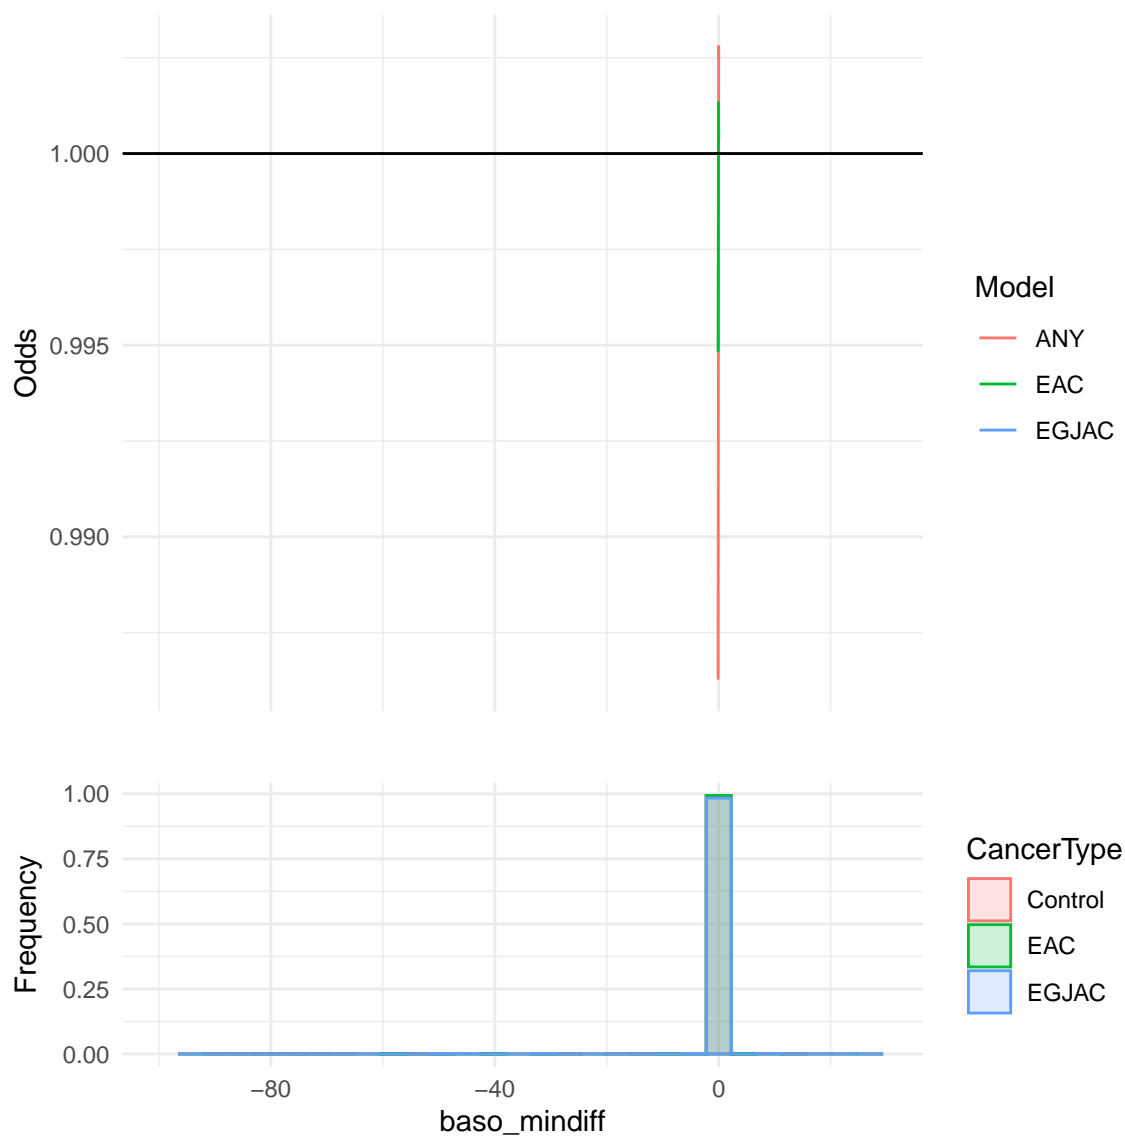 1.000
0.995
0.990
Odds
Model
ANY
EAC
EGJAC
1.00
0.75
0.50
0.25
0.00
Frequency
−80
−40
0
baso_mindiff
CancerType
Control
EAC
EGJAC